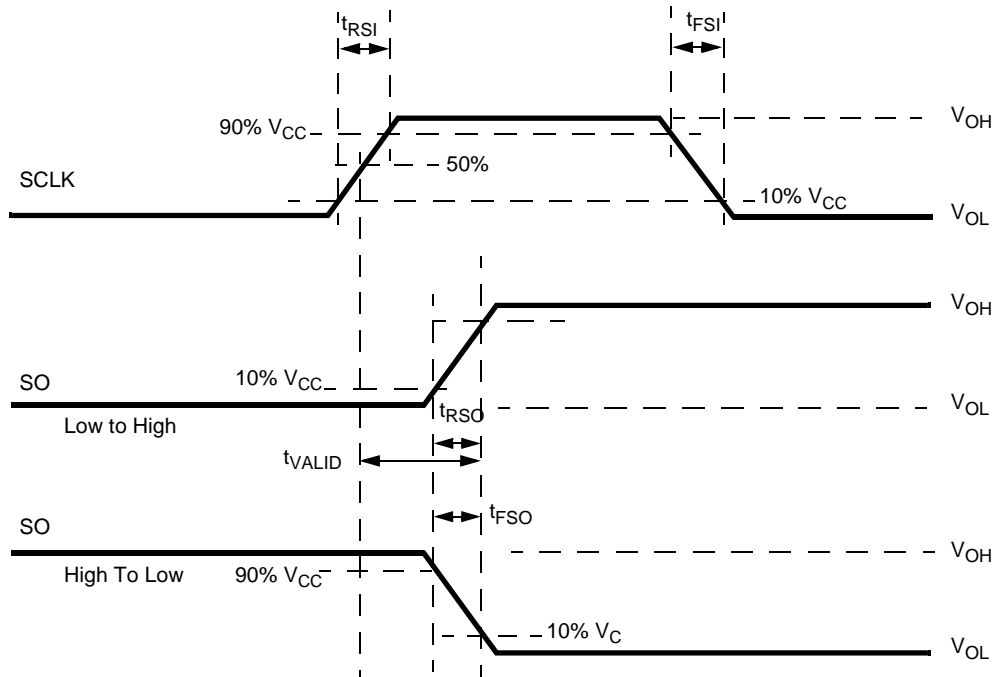 tRSI
tFSI
90% VCC
VOH
50%
SCLK
10% VCC
VOL
VOH
SO
10% VCC
VOL
Low to High
tRSO
tVALID
tFSO
SO
VOH
High To Low
90% VCC
10% VC
VOL